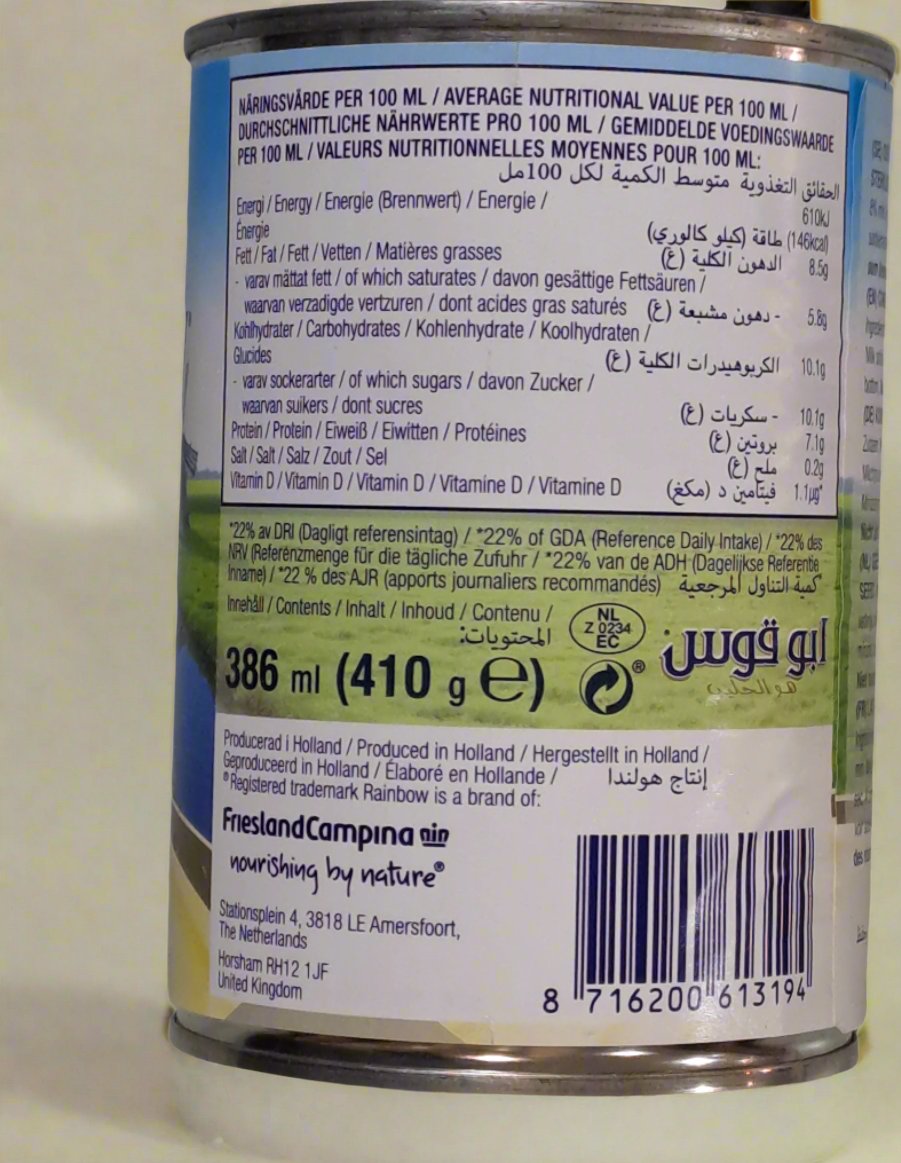 NÄRINGSVÄRDE PER 100 ML / AVERAGE NUTRITIONAL VALUE PER 100 ML /
DURCHSCHNITTLICHE NÄHRWERTE PRO 100 ML / GEMIDDELDE VOEDINGSWAARDE
PER 100 ML / VALEURS NUTRITIONNELLES MOYENNES POUR 100 ML:
الحقائق التغذوية متوسط الكمية لكل 100مل
Energi / Energy / Energie (Brennwert) / Energie / 610kJ
Énergie طاقة (كيلو كالوري) (146kcal)
Fett / Fat / Fett / Vetten / Matières grasses الدهون الكلية (غ) 8.5g
- varav mättat fett / of which saturates / davon gesättige Fettsäuren /
waarvan verzadigde vertzuren / dont acides gras saturés - دهون مشبعة (غ) 5.8g
Kohlhydrater / Carbohydrates / Kohlenhydrate / Koolhydraten /
Glucides الكربوهيدرات الكلية (غ) 10.1g
- varav sockerarter / of which sugars / davon Zucker /
waarvan suikers / dont sucres - سكريات (غ) 10.1g
Protein / Protein / Eiweiß / Eiwitten / Protéines بروتين (غ) 7.1g
Salt / Salt / Salz / Zout / Sel ملح (غ) 0.2g
Vitamin D / Vitamin D / Vitamin D / Vitamine D / Vitamine D فيتامين د (مكغ) 1.1µg*
*22% av DRI (Dagligt referensintag) / *22% of GDA (Reference Daily Intake) / *22% des
NRV (Referenzmenge für die tägliche Zufuhr / *22% van de ADH (Dagelijkse Referentie
Inname) / *22 % des AJR (apports journaliers recommandés) كمية التناول المرجعية*
Innehåll / Contents / Inhalt / Inhoud / Contenu /
المحتويات:
386 ml (410 g e)
NL
Z 0234
EC
®
ابو قوس
هو الحليب
Producerad i Holland / Produced in Holland / Hergestellt in Holland /
Geproduceerd in Holland / Élaboré en Hollande / إنتاج هولندا
®Registered trademark Rainbow is a brand of:
FrieslandCampina
nourishing by nature®
Stationsplein 4, 3818 LE Amersfoort,
The Netherlands
Horsham RH12 1JF
United Kingdom
8 716200 613194